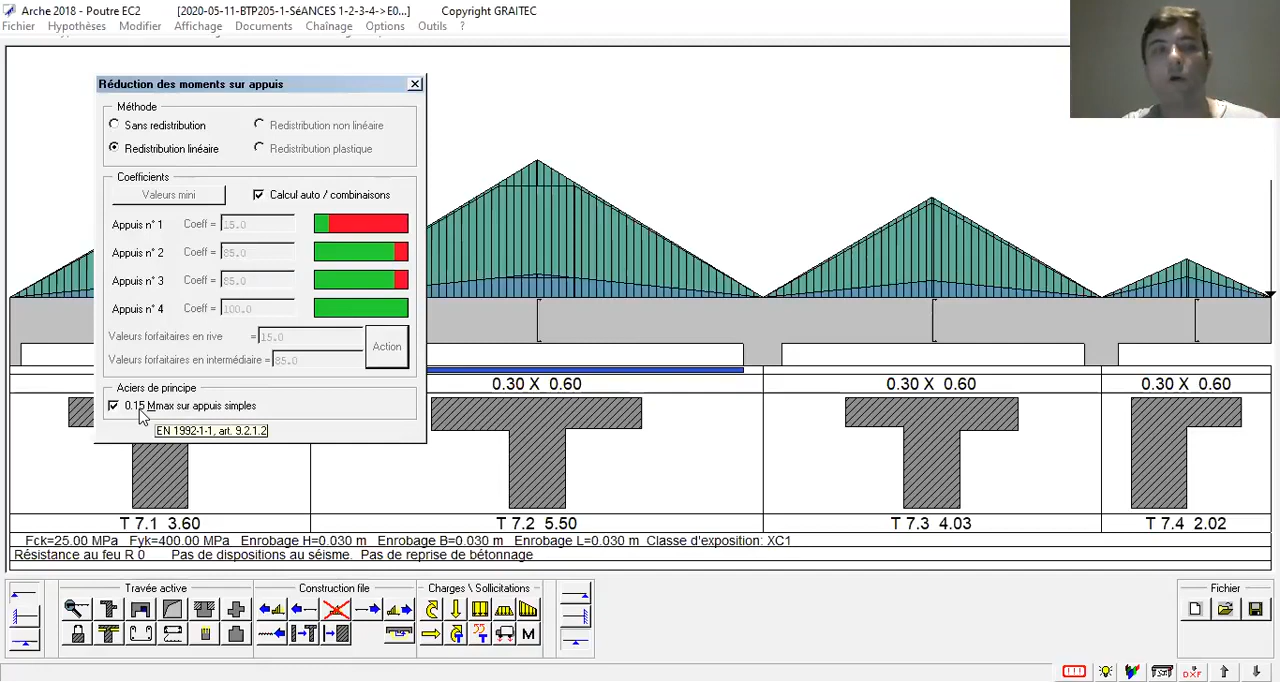 Arche 2018 - Poutre EC2 [2020-05-11-BTP205-1-SéANCES 1-2-3-4->E0...] Copyright GRAITEC
Fichier Hypothèses Modifier Affichage Documents Chaînage Options Outils ?
Réduction des moments sur appuis
Méthode
Sans redistribution Redistribution non linéaire
Redistribution linéaire Redistribution plastique
Coefficients
Valeurs mini Calcul auto / combinaisons
Appuis n° 1 Coeff = 15.0
Appuis n° 2 Coeff = 85.0
Appuis n° 3 Coeff = 85.0
Appuis n° 4 Coeff = 100.0
Valeurs forfaitaires en rive = 15.0
Valeurs forfaitaires en intermédiaire = 85.0
Action
Aciers de principe
0.15 Mmax sur appuis simples
EN 1992-1-1, art. 9.2.1.2
0.30 X 0.60 0.30 X 0.60 0.30 X 0.60
T 7.1 3.60 T 7.2 5.50 T 7.3 4.03 T 7.4 2.02
Fck=25.00 MPa Fyk=400.00 MPa Enrobage H=0.030 m Enrobage B=0.030 m Enrobage L=0.030 m Classe d'exposition: XC1
Résistance au feu R 0 Pas de dispositions au séisme. Pas de reprise de bétonnage
Travée active Construction file Charges \ Sollicitations Fichier
M
DXF